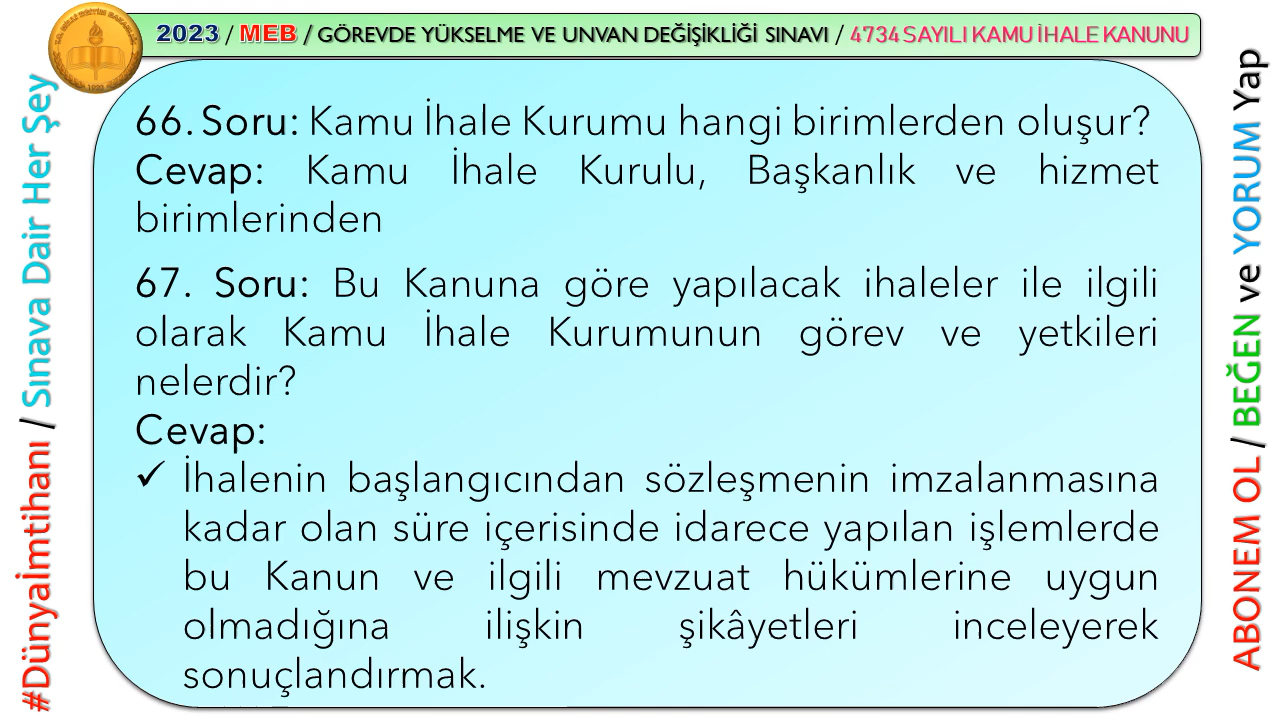 2023 / MEB / GÖREVDE YÜKSELME VE UNVAN DEĞİŞİKLİĞİ SINAVI / 4734 SAYILI KAMU İHALE KANUNU
#Dünyaİmtihanı / Sınava Dair Her Şey
66. Soru: Kamu İhale Kurumu hangi birimlerden oluşur?
Cevap: Kamu İhale Kurulu, Başkanlık ve hizmet
birimlerinden
67. Soru: Bu Kanuna göre yapılacak ihaleler ile ilgili
olarak Kamu İhale Kurumunun görev ve yetkileri
nelerdir?
Cevap:
✓ İhalenin başlangıcından sözleşmenin imzalanmasına
kadar olan süre içerisinde idarece yapılan işlemlerde
bu Kanun ve ilgili mevzuat hükümlerine uygun
olmadığına ilişkin şikâyetleri inceleyerek
sonuçlandırmak.
ABONEM OL / BEĞEN ve YORUM Yap